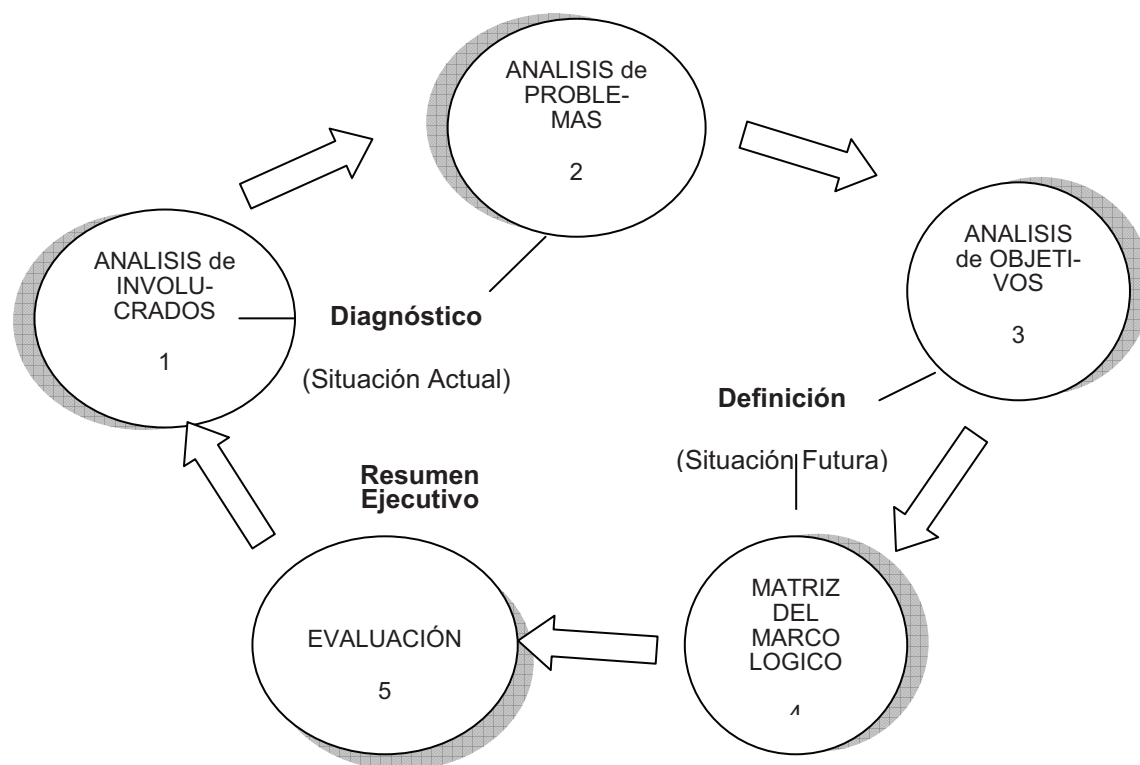 ANALISIS de
PROBLE-
MAS
2
ANALISIS de
INVOLU-
CRADOS
1
ANALISIS
de OBJETI-
VOS
3
Diagnóstico
(Situación Actual)
Definición
(Situación Futura)
Resumen
Ejecutivo
MATRIZ
DEL
MARCO
LOGICO
4
EVALUACIÓN
5